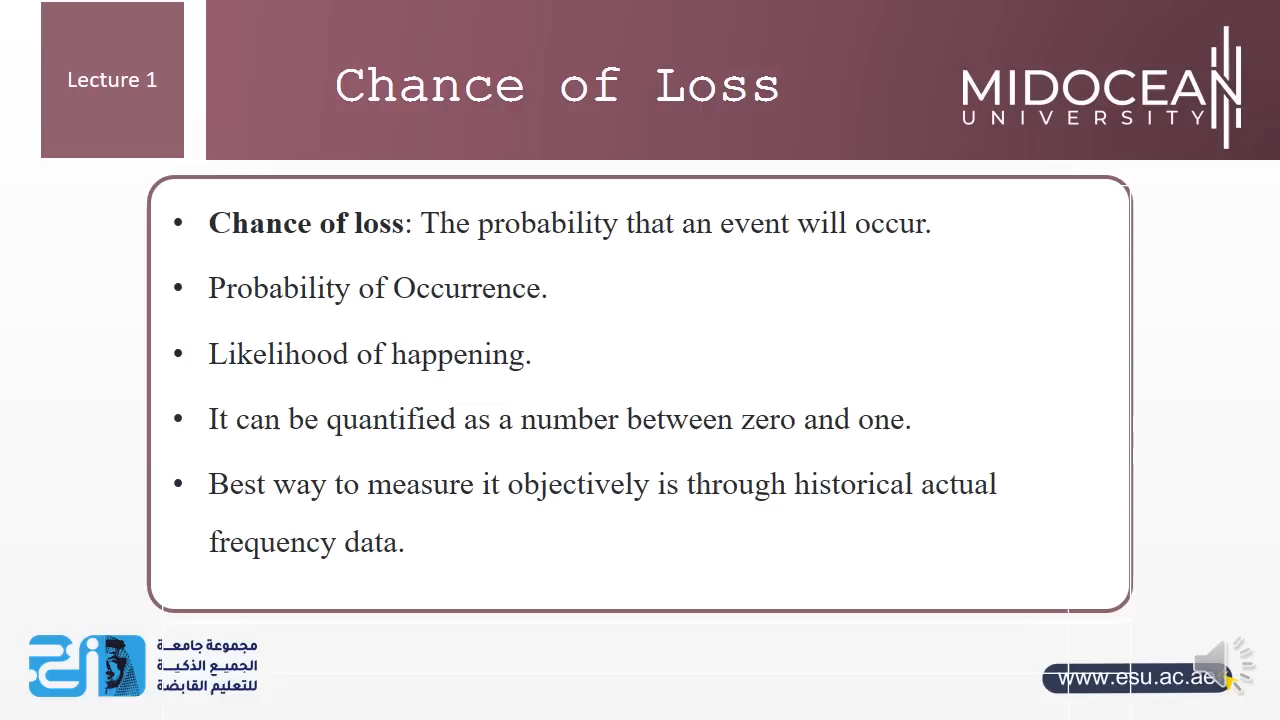 Lecture 1
Chance of Loss
MIDOCEAN
UNIVERSITY
• Chance of loss: The probability that an event will occur.
• Probability of Occurrence.
• Likelihood of happening.
• It can be quantified as a number between zero and one.
• Best way to measure it objectively is through historical actual
frequency data.
مجموعة جامعة
الجميع الذكية
للتعليم القابضة
www.esu.ac.ae